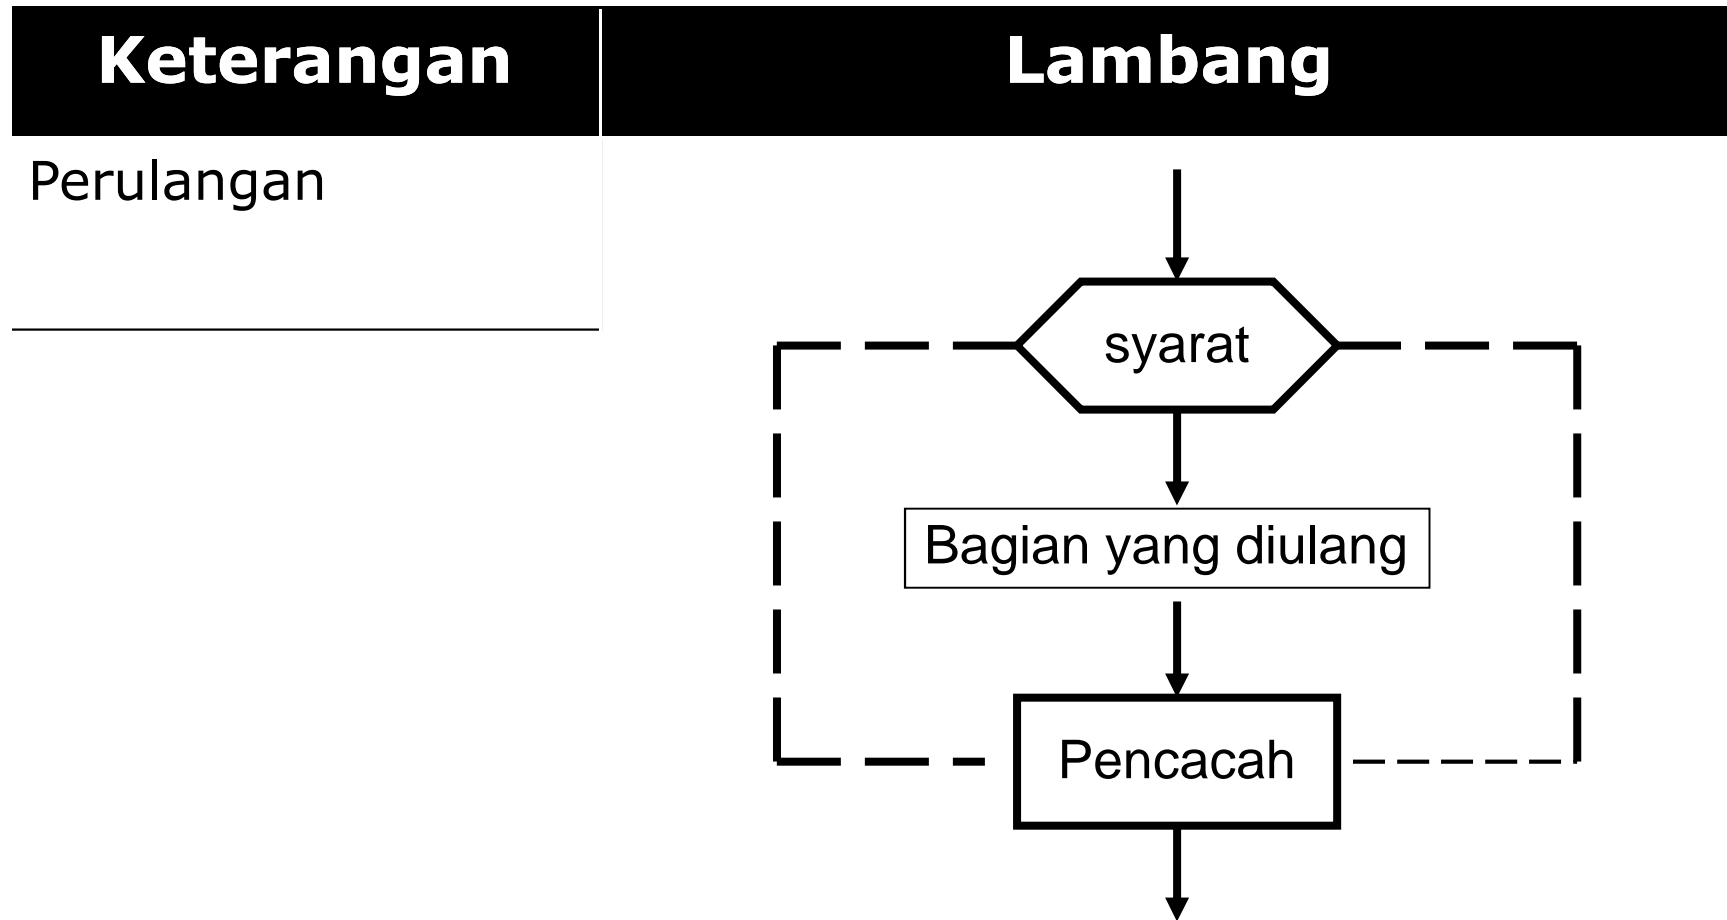 Keterangan
Lambang
Perulangan
syarat
Bagian yang diulang
Pencacah